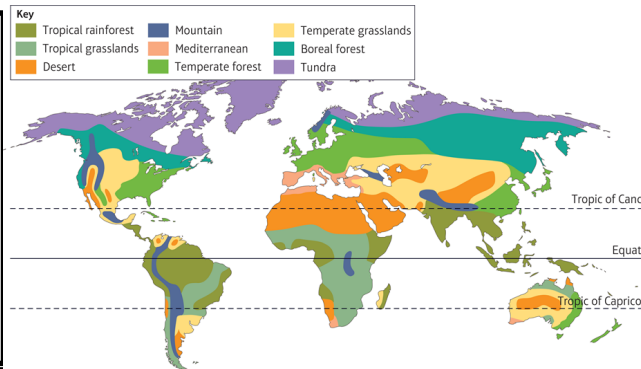 Key
Tropical rainforest
Mountain
Temperate grasslands
Tropical grasslands
Mediterranean
Boreal forest
Desert
Temperate forest
Tundra
Tropic of Canc
Equat
Tropic of Caprico